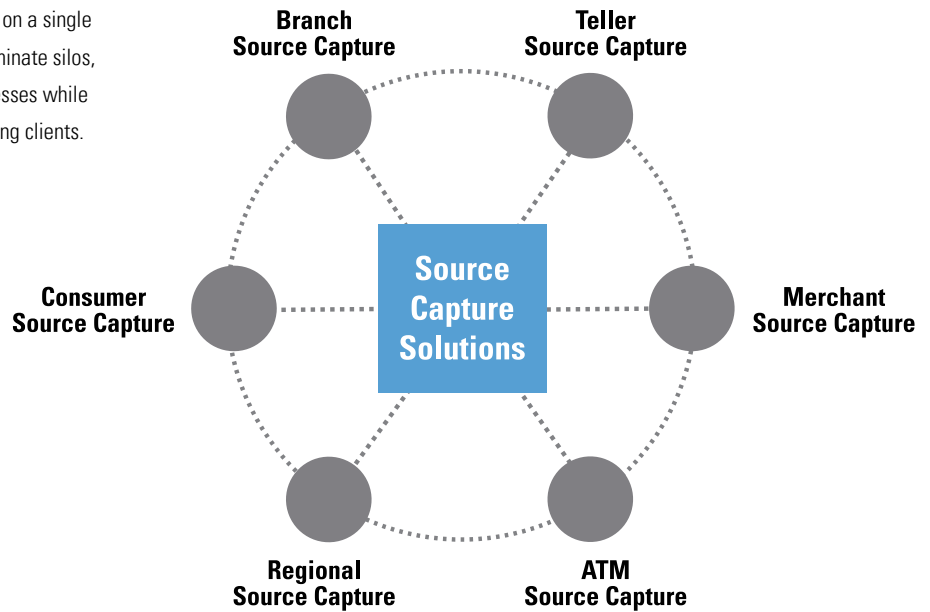 on a single
minate silos,
sses while
ng clients.
Branch
Source Capture
Teller
Source Capture
Consumer
Source Capture
Source
Capture
Solutions
Merchant
Source Capture
Regional
Source Capture
ATM
Source Capture